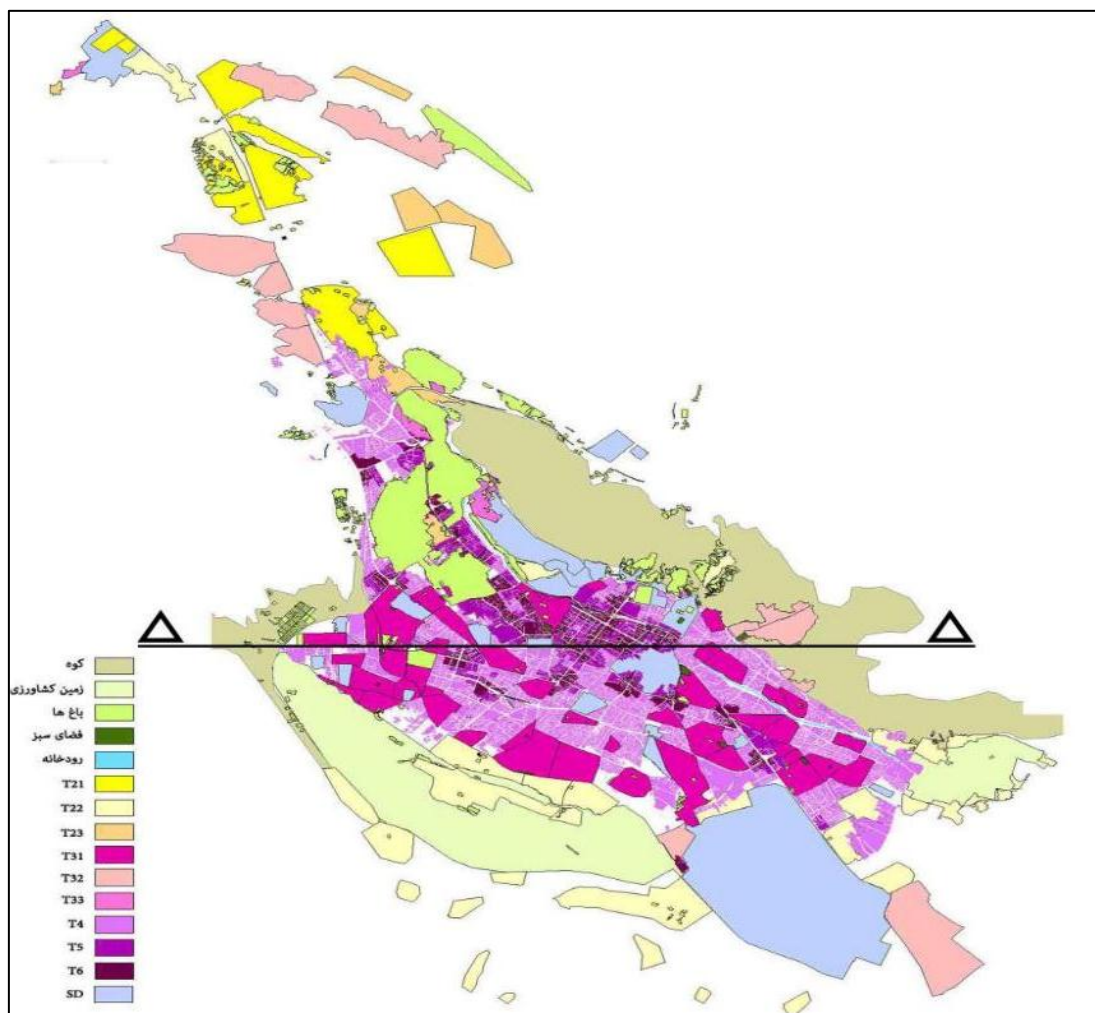 کوه
زمین کشاورزی
باغ ها
فضای سبز
رودخانه
T21
T22
T23
T31
T32
T33
T4
T5
T6
SD